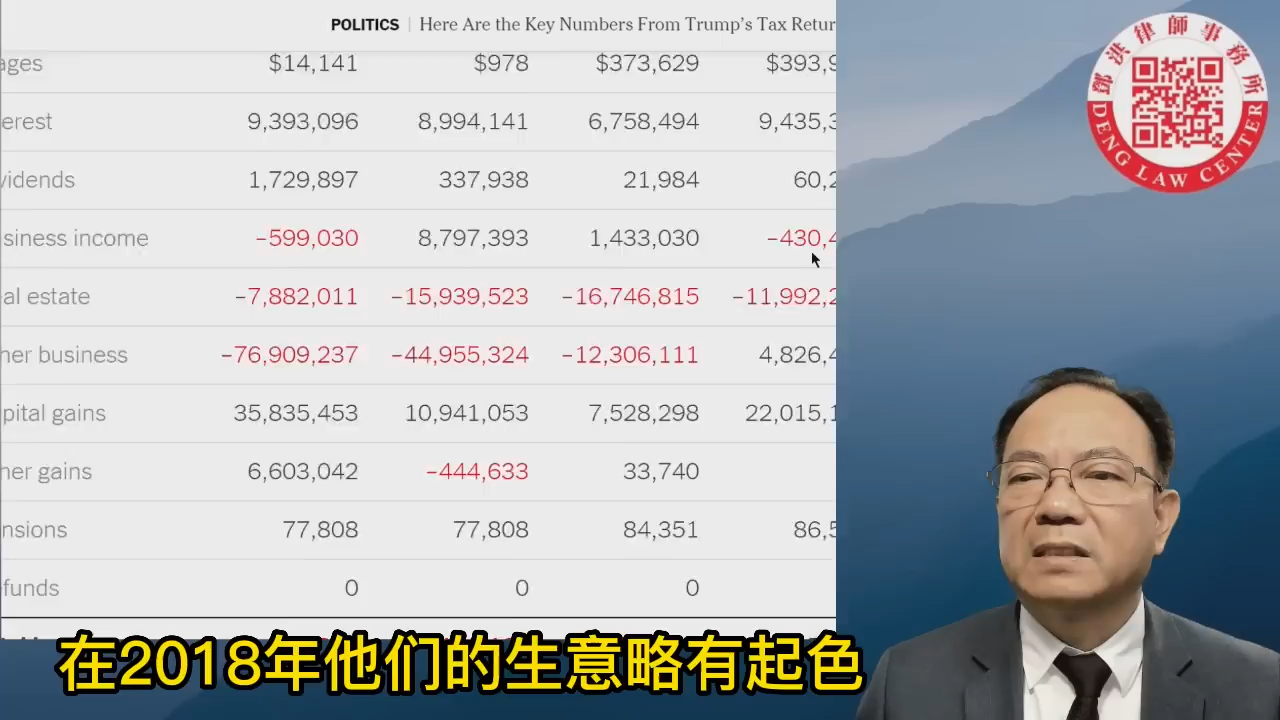 POLITICS | Here Are the Key Numbers From Trump's Tax Retur
ages $14,141 $978 $373,629 $393,9
erest 9,393,096 8,994,141 6,758,494 9,435,3
vidends 1,729,897 337,938 21,984 60,2
siness income −599,030 8,797,393 1,433,030 −430,4
al estate −7,882,011 −15,939,523 −16,746,815 −11,992,2
her business −76,909,237 −44,955,324 −12,306,111 4,826,4
pital gains 35,835,453 10,941,053 7,528,298 22,015,1
her gains 6,603,042 −444,633 33,740
nsions 77,808 77,808 84,351 86,5
funds 0 0 0
鄧洪律師事務所
DENG LAW CENTER
在2018年他们的生意略有起色